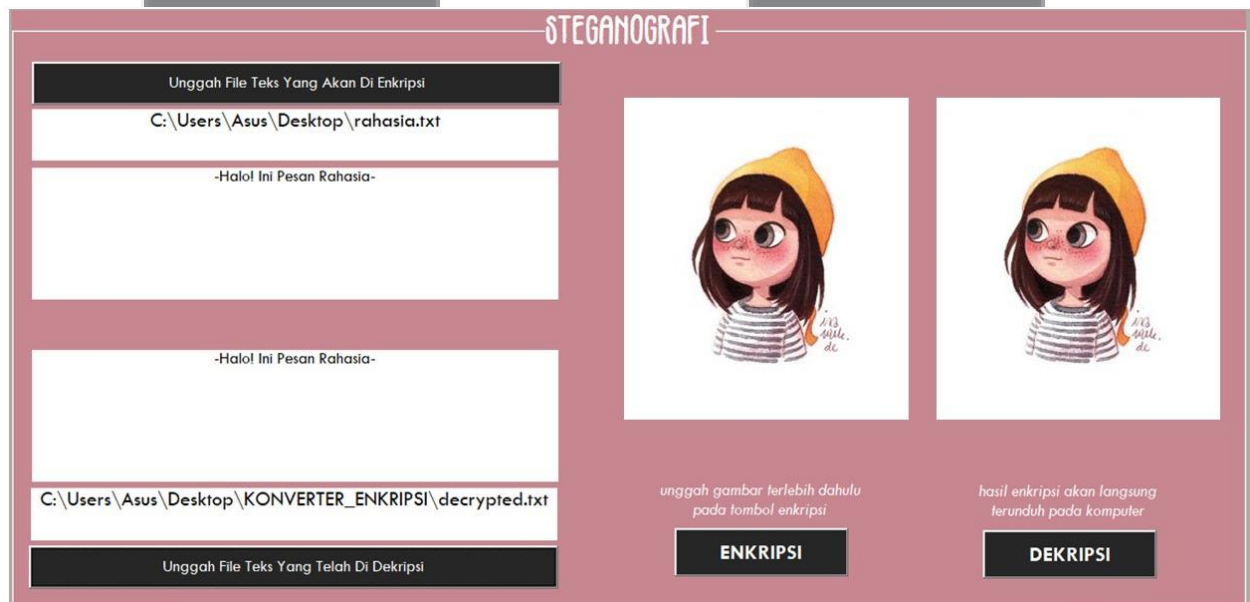 STEGANOGRAFI
Unggah File Teks Yang Akan Di Enkripsi
C:\Users\Asus\Desktop\rahasia.txt
-Halo! Ini Pesan Rahasia-
-Halo! Ini Pesan Rahasia-
C:\Users\Asus\Desktop\KONVERTER_ENKRIPSI\decrypted.txt
Unggah File Teks Yang Telah Di Dekripsi
unggah gambar terlebih dahulu
pada tombol enkripsi
ENKRIPSI
hasil enkripsi akan langsung
terunduh pada komputer
DEKRIPSI